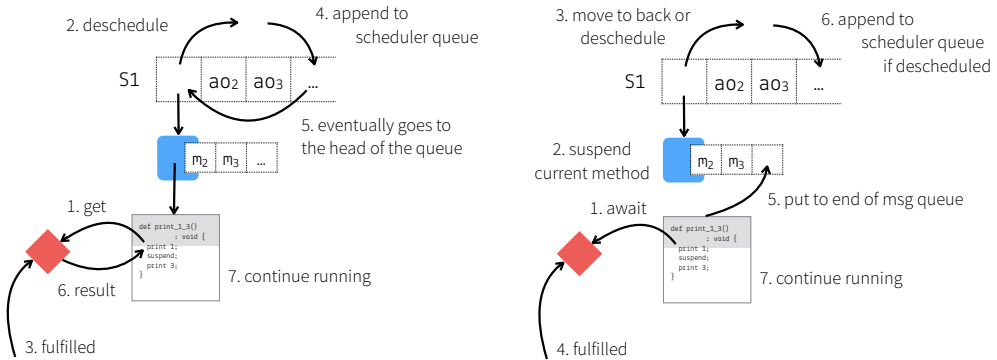 2. deschedule
4. append to
scheduler queue
S1
ao2
ao3
...
5. eventually goes to
the head of the queue
m2
m3
...
1. get
def print_1_3()
: void {
print 1;
suspend;
print 3;
}
7. continue running
6. result
3. fulfilled
3. move to back or
deschedule
6. append to
scheduler queue
if descheduled
S1
ao2
ao3
...
2. suspend
current method
m2
m3
...
5. put to end of msg queue
1. await
def print_1_3()
: void {
print 1;
suspend;
print 3;
}
7. continue running
4. fulfilled